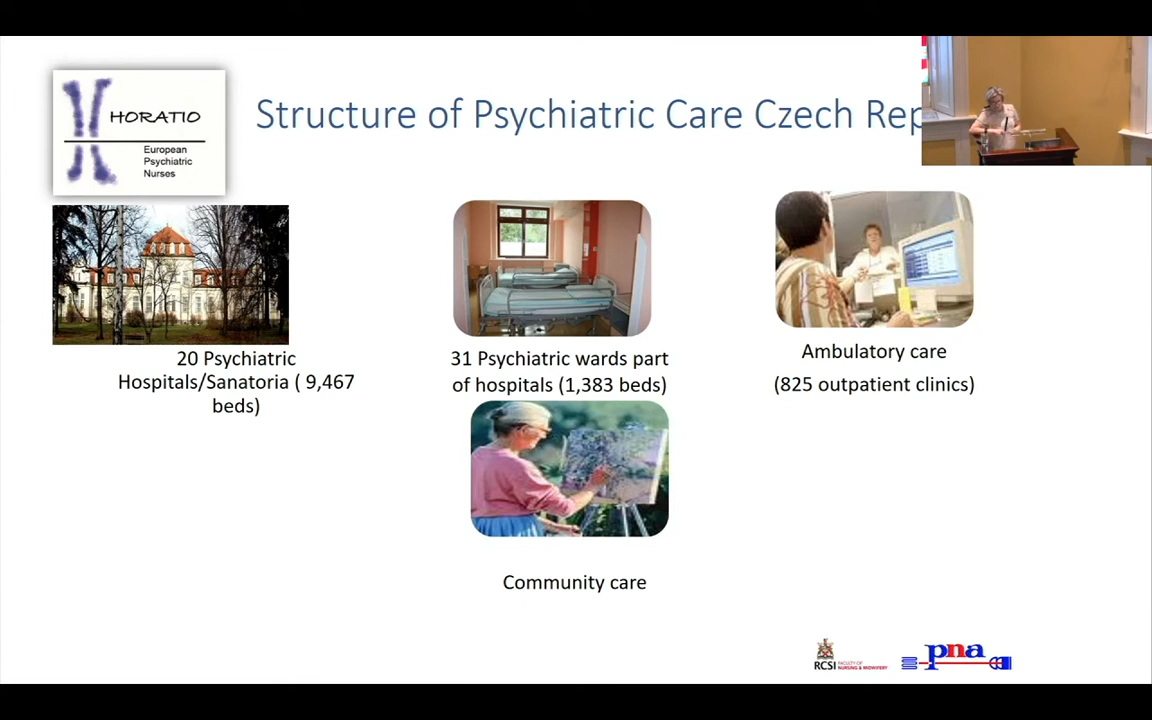 HORATIO
European
Psychiatric
Nurses
Structure of Psychiatric Care Czech Rep
20 Psychiatric
Hospitals/Sanatoria ( 9,467
beds)
31 Psychiatric wards part
of hospitals (1,383 beds)
Ambulatory care
(825 outpatient clinics)
Community care
RCSI FACULTY OF
NURSING & MIDWIFERY
pna